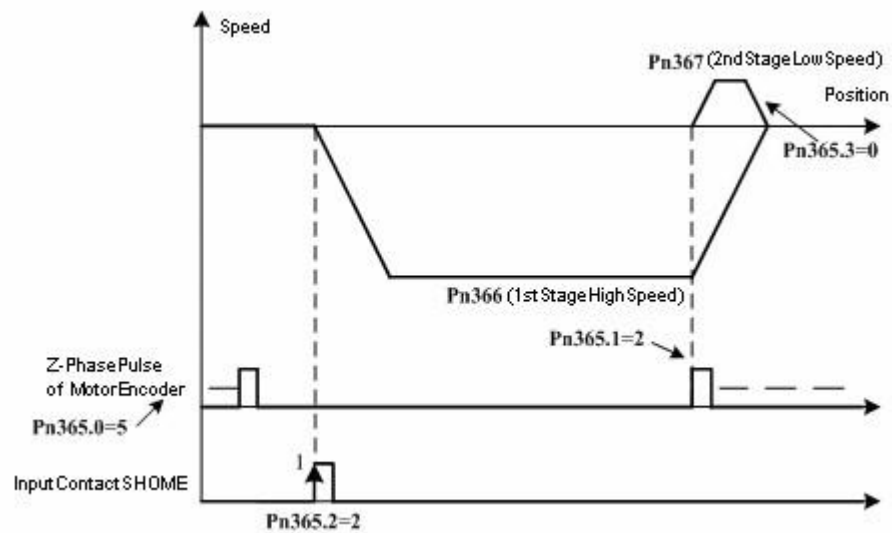 Speed
Pn367 (2nd Stage Low Speed)
Position
Pn365.3=0
Pn366 (1st Stage High Speed)
Pn365.1=2
Z-Phase Pulse
of Motor Encoder
Pn365.0=5
1
Input Contact SHOME
Pn365.2=2